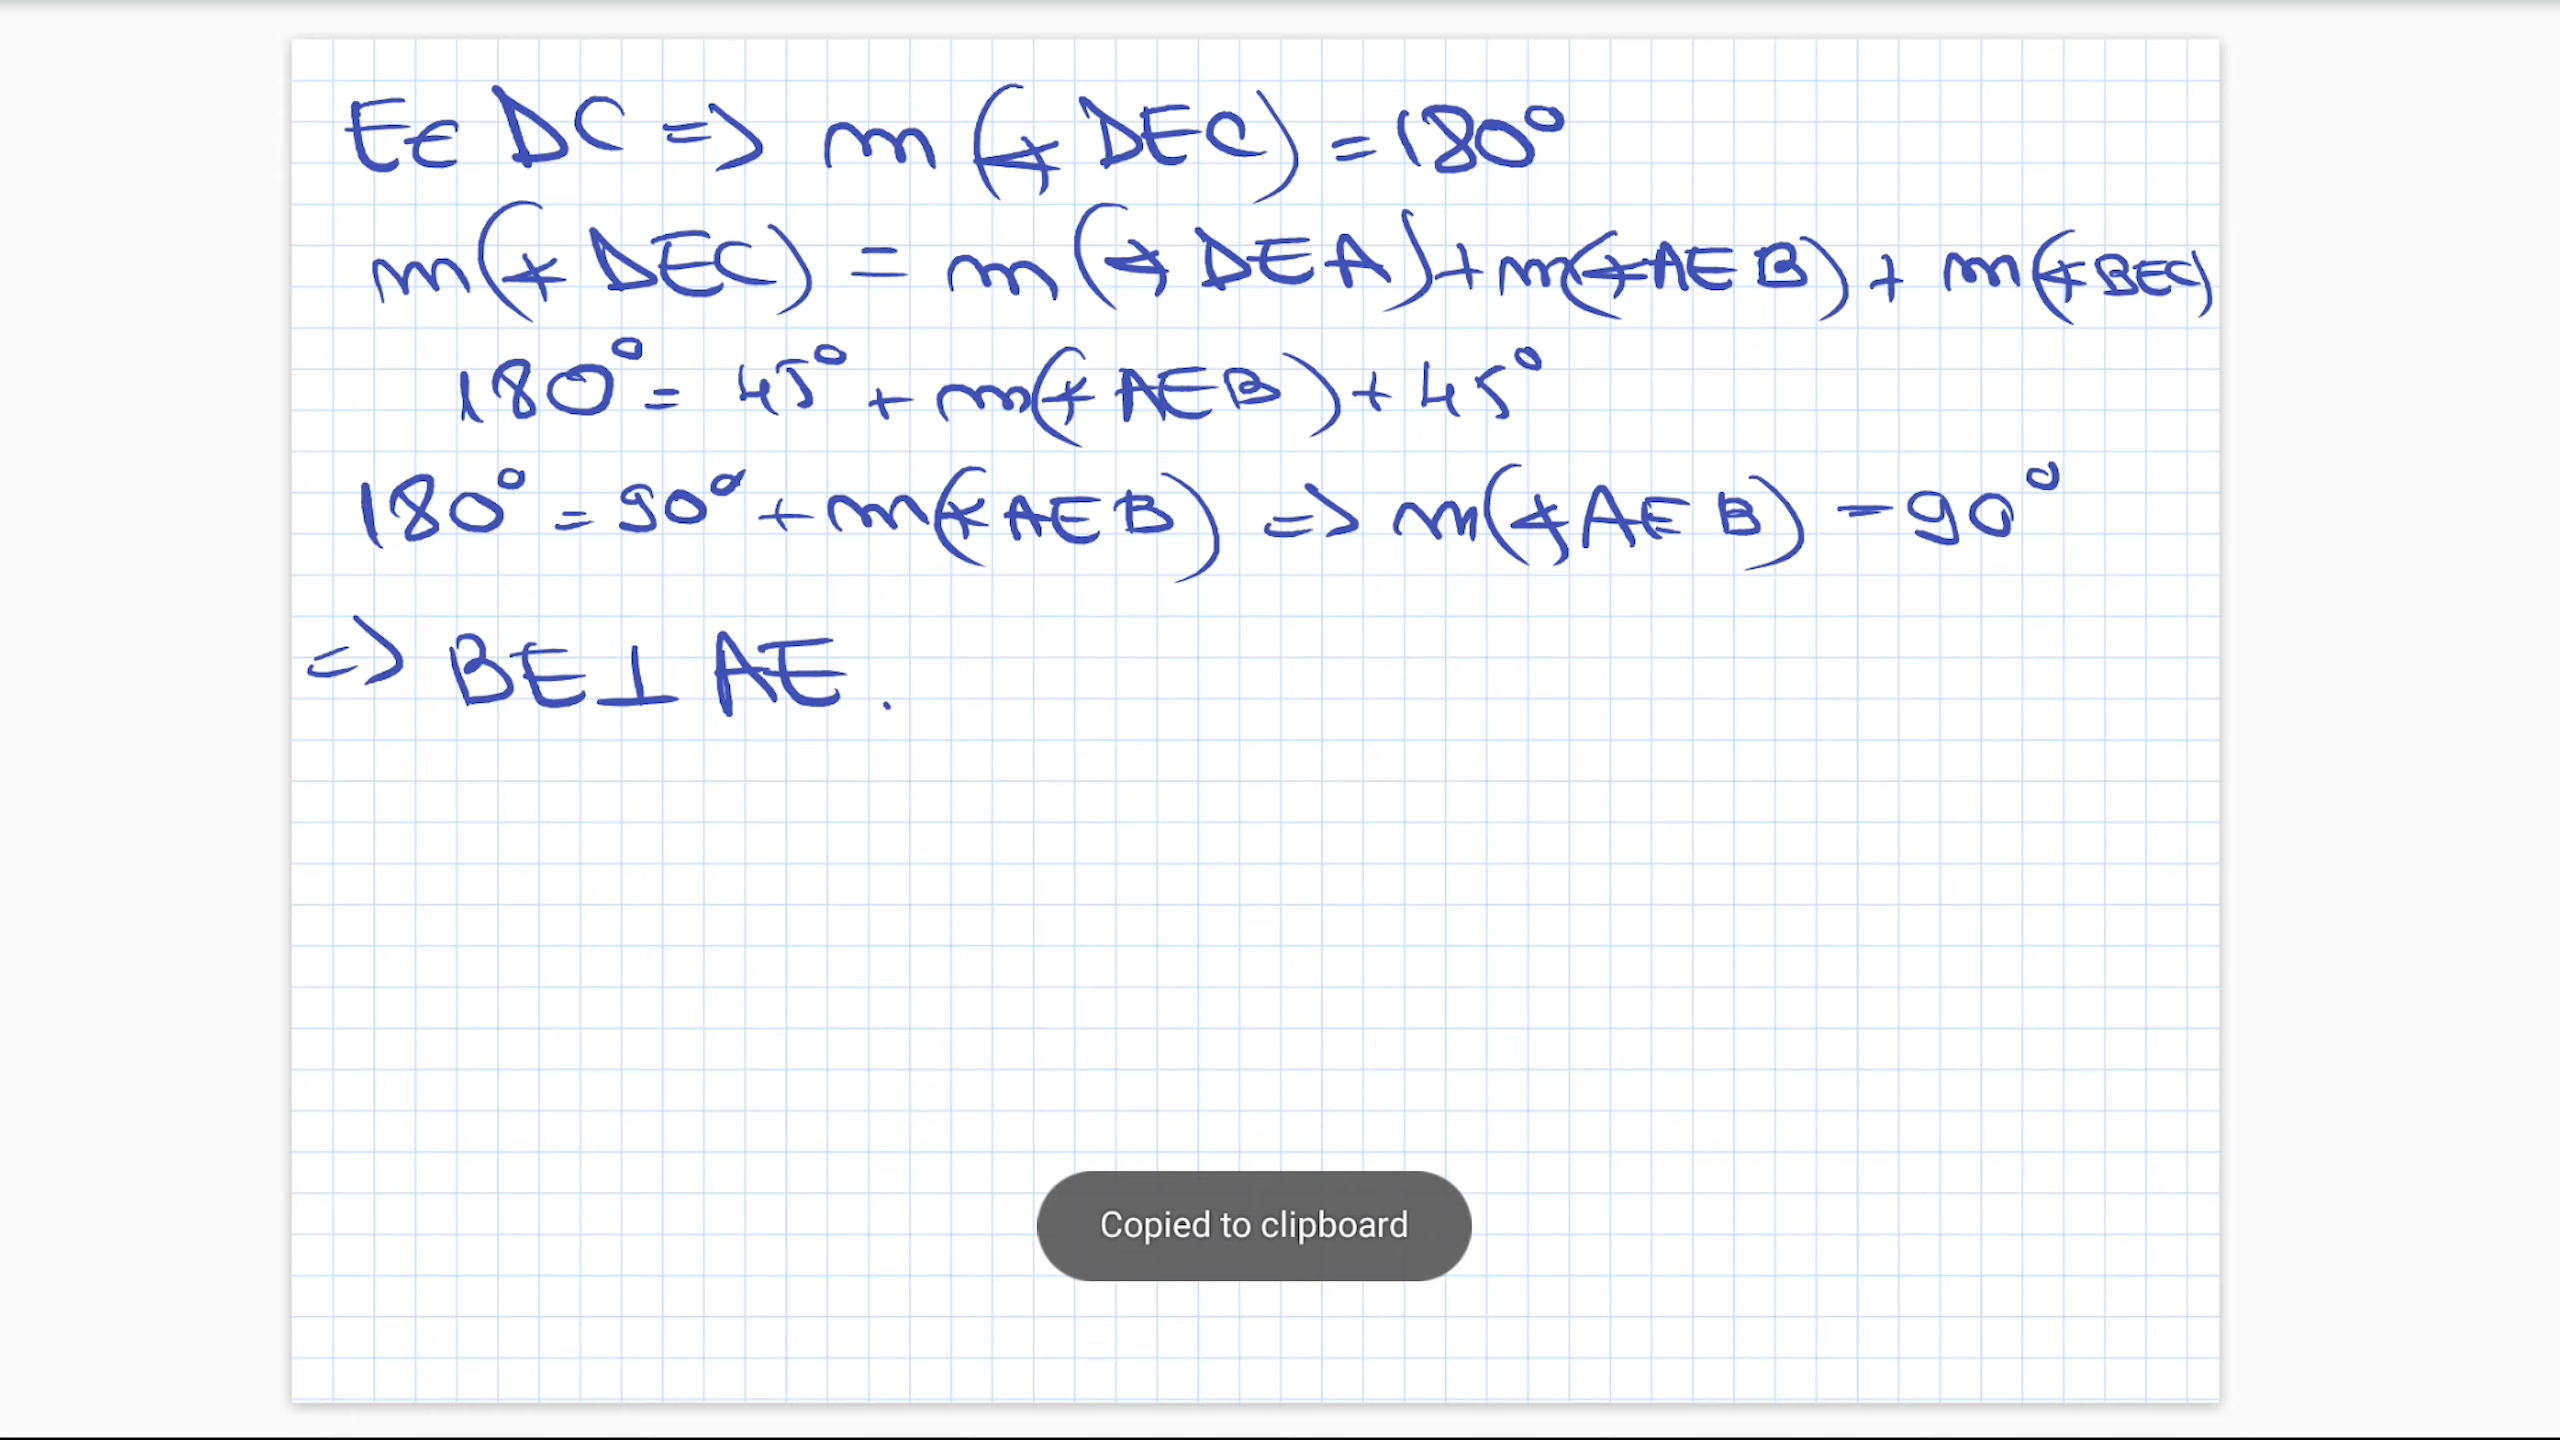 E∈ DC => m (∢ DEC) = 180°
m(∢ DEC) = m (∢ DEA) + m(∢AEB) + m(∢BEC)
180° = 45° + m(∢ AEB) + 45°
180° = 90° + m(∢ AEB) => m(∢AEB) = 90°
=> BE ⊥ AE.
Copied to clipboard